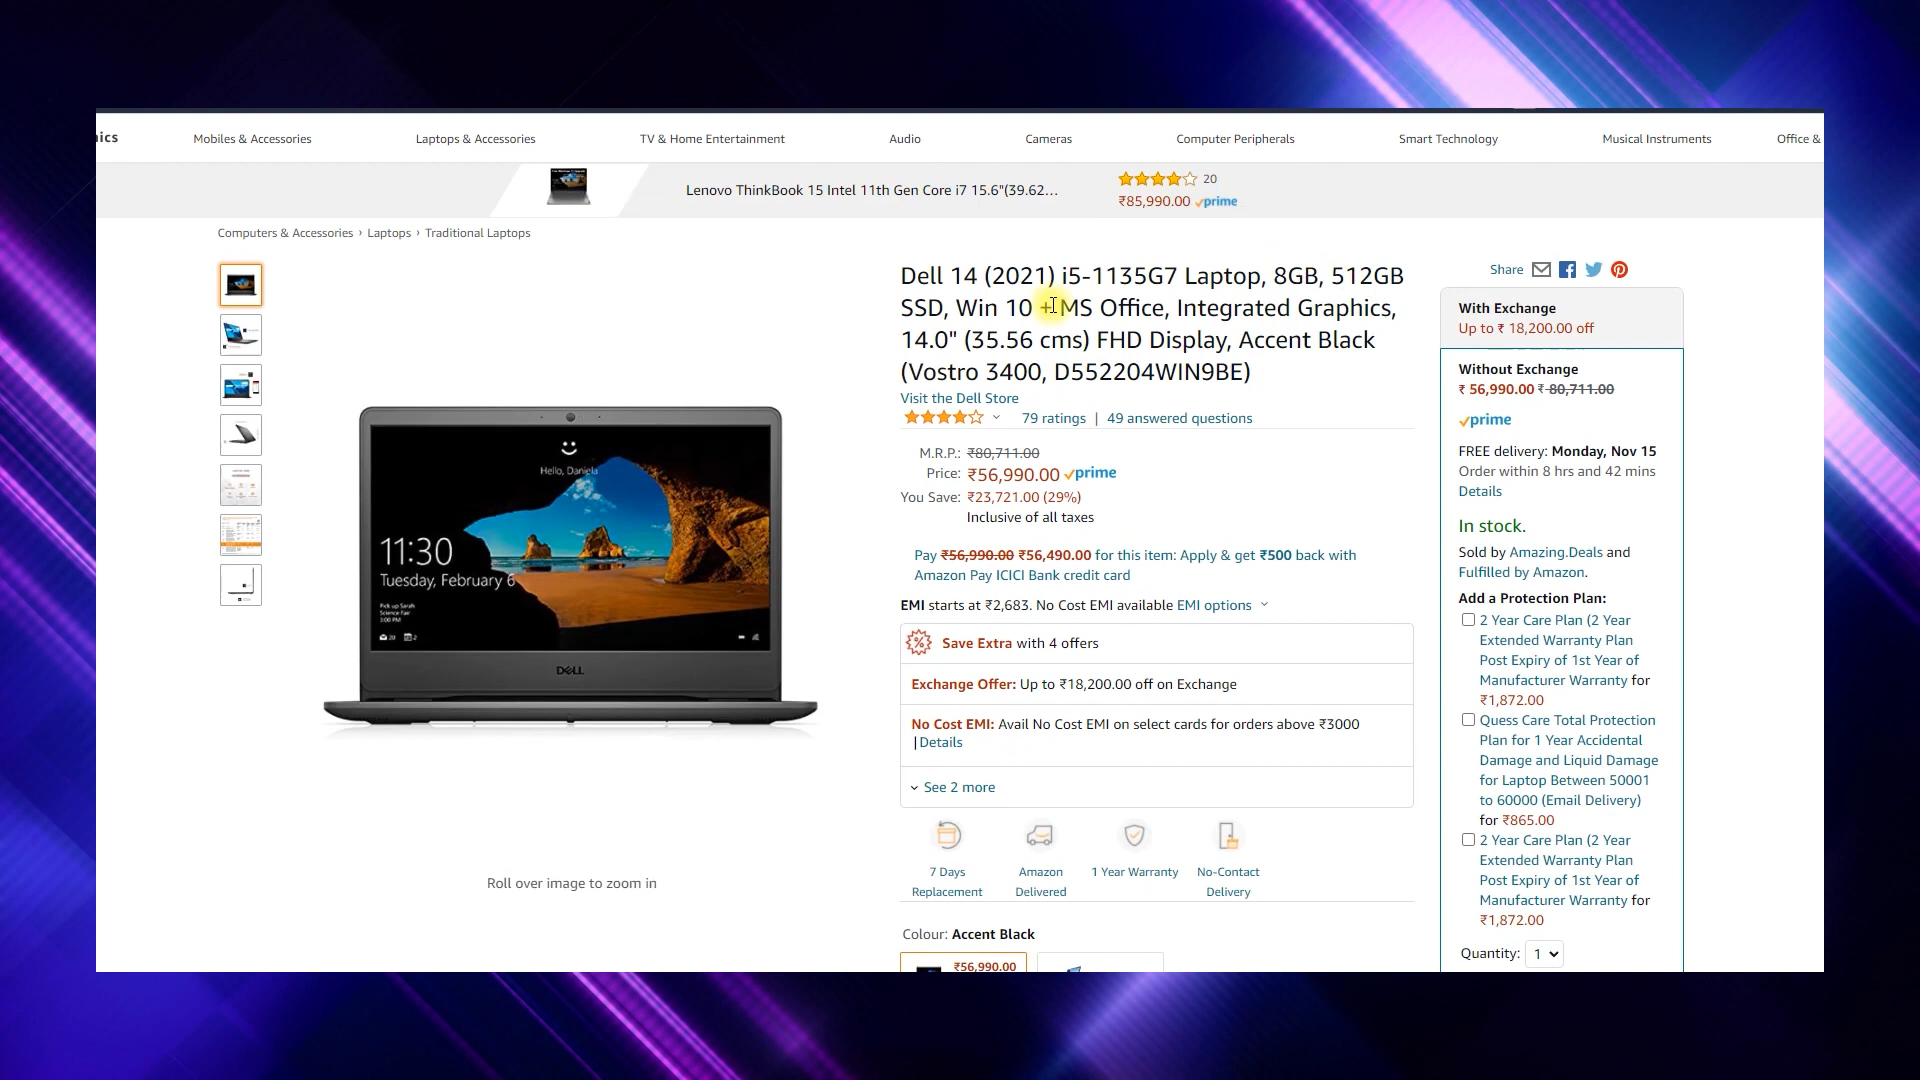 ics
Mobiles & Accessories
Laptops & Accessories
TV & Home Entertainment
Audio
Cameras
Computer Peripherals
Smart Technology
Musical Instruments
Office &
Lenovo ThinkBook 15 Intel 11th Gen Core i7 15.6"(39.62...
20
₹85,990.00 prime
Computers & Accessories › Laptops › Traditional Laptops
Dell 14 (2021) i5-1135G7 Laptop, 8GB, 512GB
SSD, Win 10 + MS Office, Integrated Graphics,
14.0" (35.56 cms) FHD Display, Accent Black
(Vostro 3400, D552204WIN9BE)
Visit the Dell Store
79 ratings | 49 answered questions
M.R.P.: ₹80,711.00
Price: ₹56,990.00 prime
You Save: ₹23,721.00 (29%)
Inclusive of all taxes
Pay ₹56,990.00 ₹56,490.00 for this item: Apply & get ₹500 back with
Amazon Pay ICICI Bank credit card
EMI starts at ₹2,683. No Cost EMI available EMI options
Save Extra with 4 offers
Exchange Offer: Up to ₹18,200.00 off on Exchange
No Cost EMI: Avail No Cost EMI on select cards for orders above ₹3000
|Details
See 2 more
7 Days
Replacement
Amazon
Delivered
1 Year Warranty
No-Contact
Delivery
Colour: Accent Black
₹56,990.00
Hello, Daniela
11:30
Tuesday, February 6
Pick up Sarah
Science Fair
3:00 PM
20
2
DELL
Roll over image to zoom in
Share
With Exchange
Up to ₹ 18,200.00 off
Without Exchange
₹ 56,990.00 ₹ 80,711.00
prime
FREE delivery: Monday, Nov 15
Order within 8 hrs and 42 mins
Details
In stock.
Sold by Amazing.Deals and
Fulfilled by Amazon.
Add a Protection Plan:
2 Year Care Plan (2 Year
Extended Warranty Plan
Post Expiry of 1st Year of
Manufacturer Warranty for
₹1,872.00
Quess Care Total Protection
Plan for 1 Year Accidental
Damage and Liquid Damage
for Laptop Between 50001
to 60000 (Email Delivery)
for ₹865.00
2 Year Care Plan (2 Year
Extended Warranty Plan
Post Expiry of 1st Year of
Manufacturer Warranty for
₹1,872.00
Quantity: 1